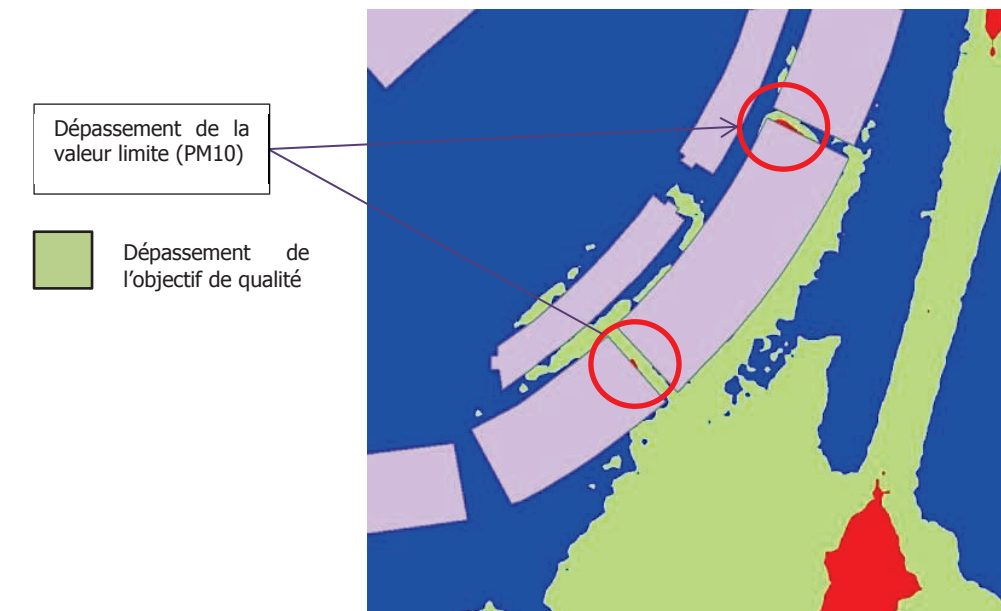 Dépassement de la
valeur limite (PM10)
Dépassement de
l’objectif de qualité